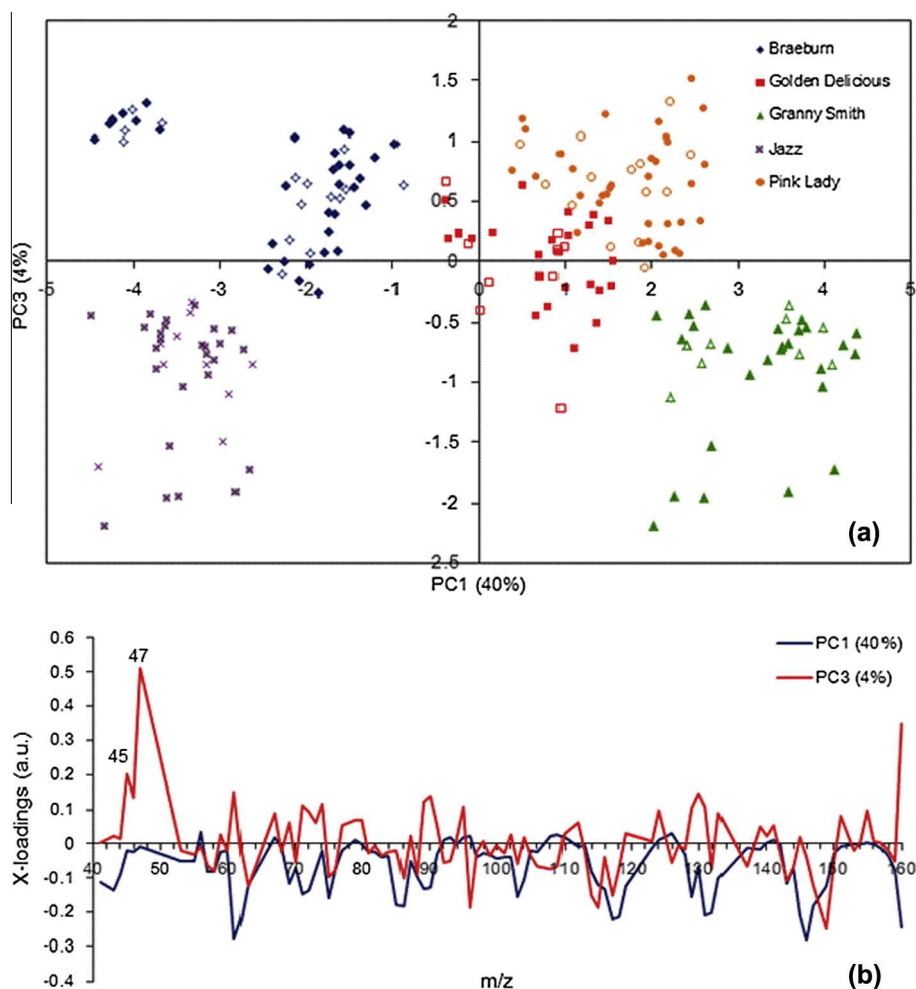 2
1.5
1
0.5
0
-0.5
-1
-1.5
-2
2.5
-5 -4 -3 -2 -1 0 1 2 3 4 5
PC3 (4%)
PC1 (40%)
Braeburn
Golden Delicious
Granny Smith
Jazz
Pink Lady
(a)
0.6
0.5
0.4
0.3
0.2
0.1
0
-0.1
-0.2
-0.3
-0.4
X-loadings (a.u.)
47
45
PC1 (40%)
PC3 (4%)
40 50 60 70 80 90 100 110 120 130 140 150 160
m/z
(b)